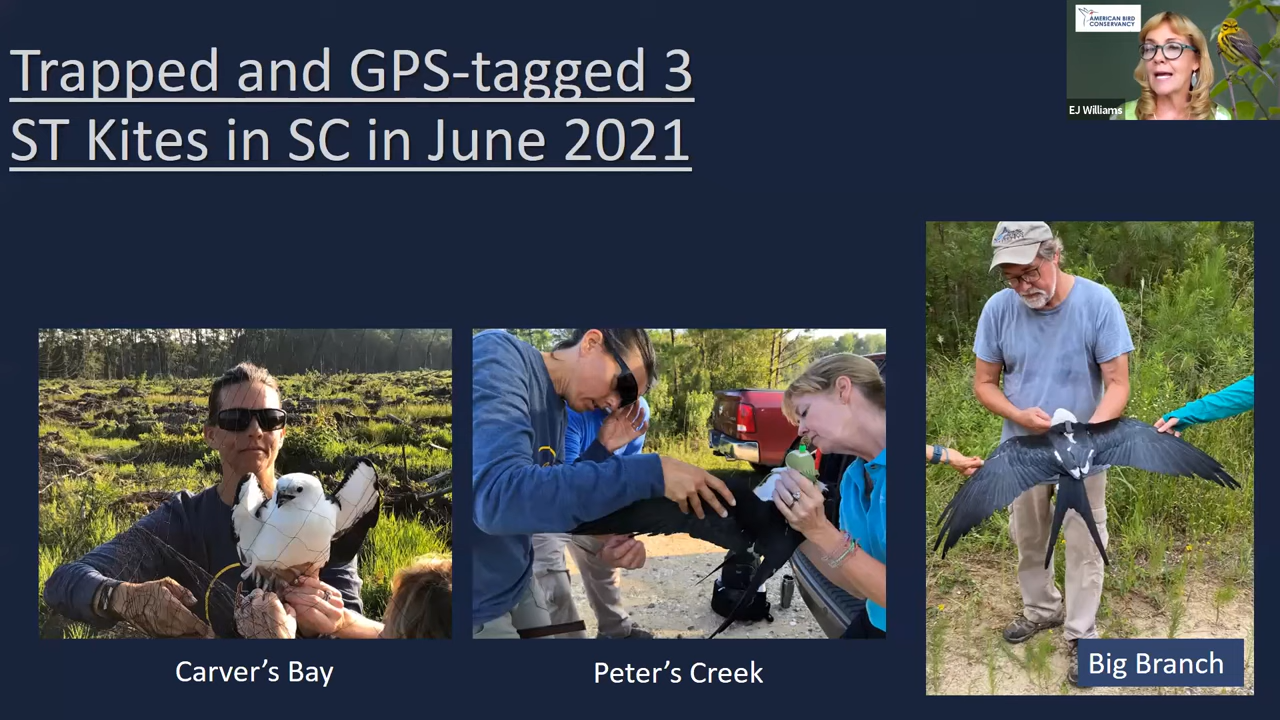 Trapped and GPS-tagged 3
ST Kites in SC in June 2021
AMERICAN BIRD
CONSERVANCY
EJ Williams
Carver’s Bay
Peter’s Creek
Big Branch